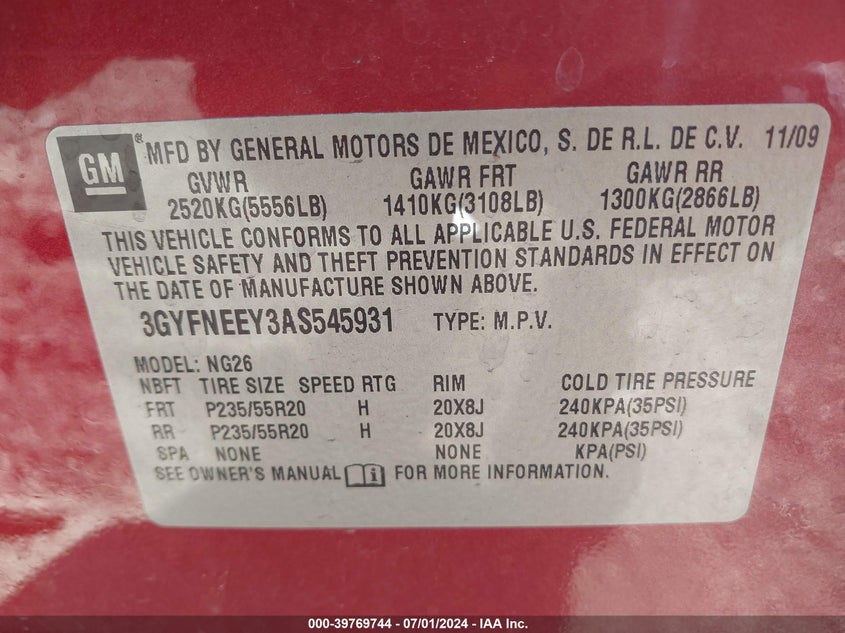 GM ® MFD BY GENERAL MOTORS DE MEXICO, S. DE R.L. DE C.V. 11/09
GVWR GAWR FRT GAWR RR
2520KG(5556LB) 1410KG(3108LB) 1300KG(2866LB)
THIS VEHICLE CONFORMS TO ALL APPLICABLE U.S. FEDERAL MOTOR
VEHICLE SAFETY AND THEFT PREVENTION STANDARDS IN EFFECT ON
THE DATE OF MANUFACTURE SHOWN ABOVE.
3GYFNEEY3AS545931 TYPE: M.P.V.
MODEL: NG26
NBFT TIRE SIZE SPEED RTG RIM COLD TIRE PRESSURE
FRT P235/55R20 H 20X8J 240KPA(35PSI)
RR P235/55R20 H 20X8J 240KPA(35PSI)
SPA NONE NONE KPA(PSI)
SEE OWNER'S MANUAL FOR MORE INFORMATION.
000-39769744 / 07/01/2024 - IAA Inc.